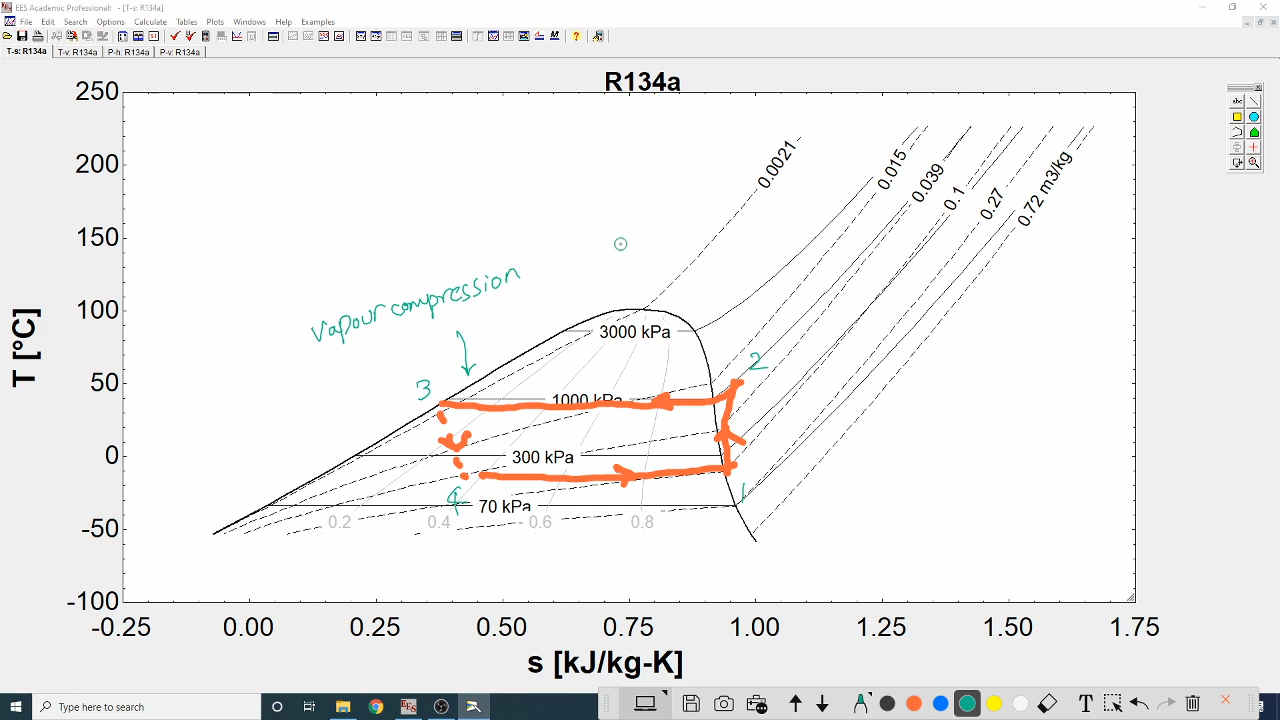 EES Academic Professional: - [T-s: R134a]
File Edit Search Options Calculate Tables Plots Windows Help Examples
T-s: R134a T-v: R134a P-h: R134a P-v: R134a
R134a
250
200
150
100
50
0
-50
-100
T [°C]
0.0021
0.015
0.039
0.1
0.27
0.72 m3/kg
vapour compression
3000 kPa
2
3
1000 kPa
300 kPa
4
70 kPa
1
0.2 0.4 0.6 0.8
-0.25 0.00 0.25 0.50 0.75 1.00 1.25 1.50 1.75
s [kJ/kg-K]
abc
Type here to search
EES
T